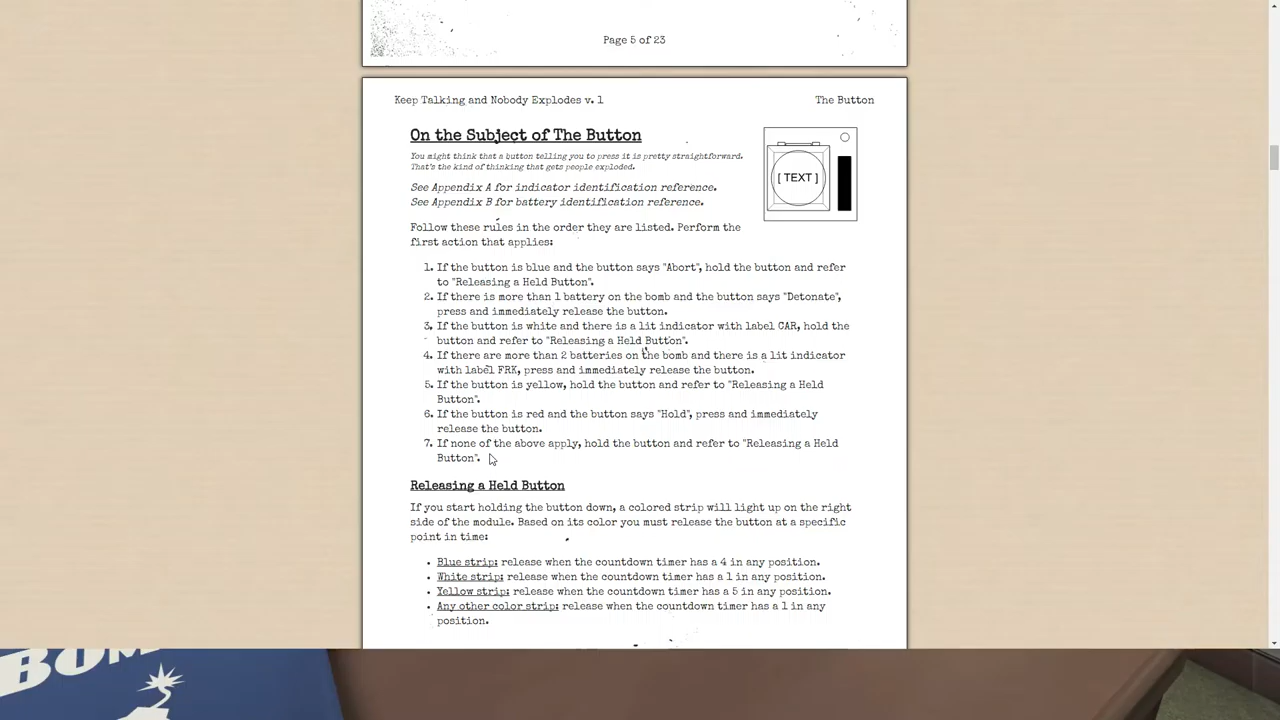 Page 5 of 23
Keep Talking and Nobody Explodes v. 1
The Button
On the Subject of The Button
You might think that a button telling you to press it is pretty straightforward.
That's the kind of thinking that gets people exploded.
See Appendix A for indicator identification reference.
See Appendix B for battery identification reference.
[ TEXT ]
Follow these rules in the order they are listed. Perform the
first action that applies:
1. If the button is blue and the button says "Abort", hold the button and refer
to "Releasing a Held Button".
2. If there is more than 1 battery on the bomb and the button says "Detonate",
press and immediately release the button.
3. If the button is white and there is a lit indicator with label CAR, hold the
button and refer to "Releasing a Held Button".
4. If there are more than 2 batteries on the bomb and there is a lit indicator
with label FRK, press and immediately release the button.
5. If the button is yellow, hold the button and refer to "Releasing a Held
Button".
6. If the button is red and the button says "Hold", press and immediately
release the button.
7. If none of the above apply, hold the button and refer to "Releasing a Held
Button".
Releasing a Held Button
If you start holding the button down, a colored strip will light up on the right
side of the module. Based on its color you must release the button at a specific
point in time:
• Blue strip: release when the countdown timer has a 4 in any position.
• White strip: release when the countdown timer has a 1 in any position.
• Yellow strip: release when the countdown timer has a 5 in any position.
• Any other color strip: release when the countdown timer has a 1 in any
position.